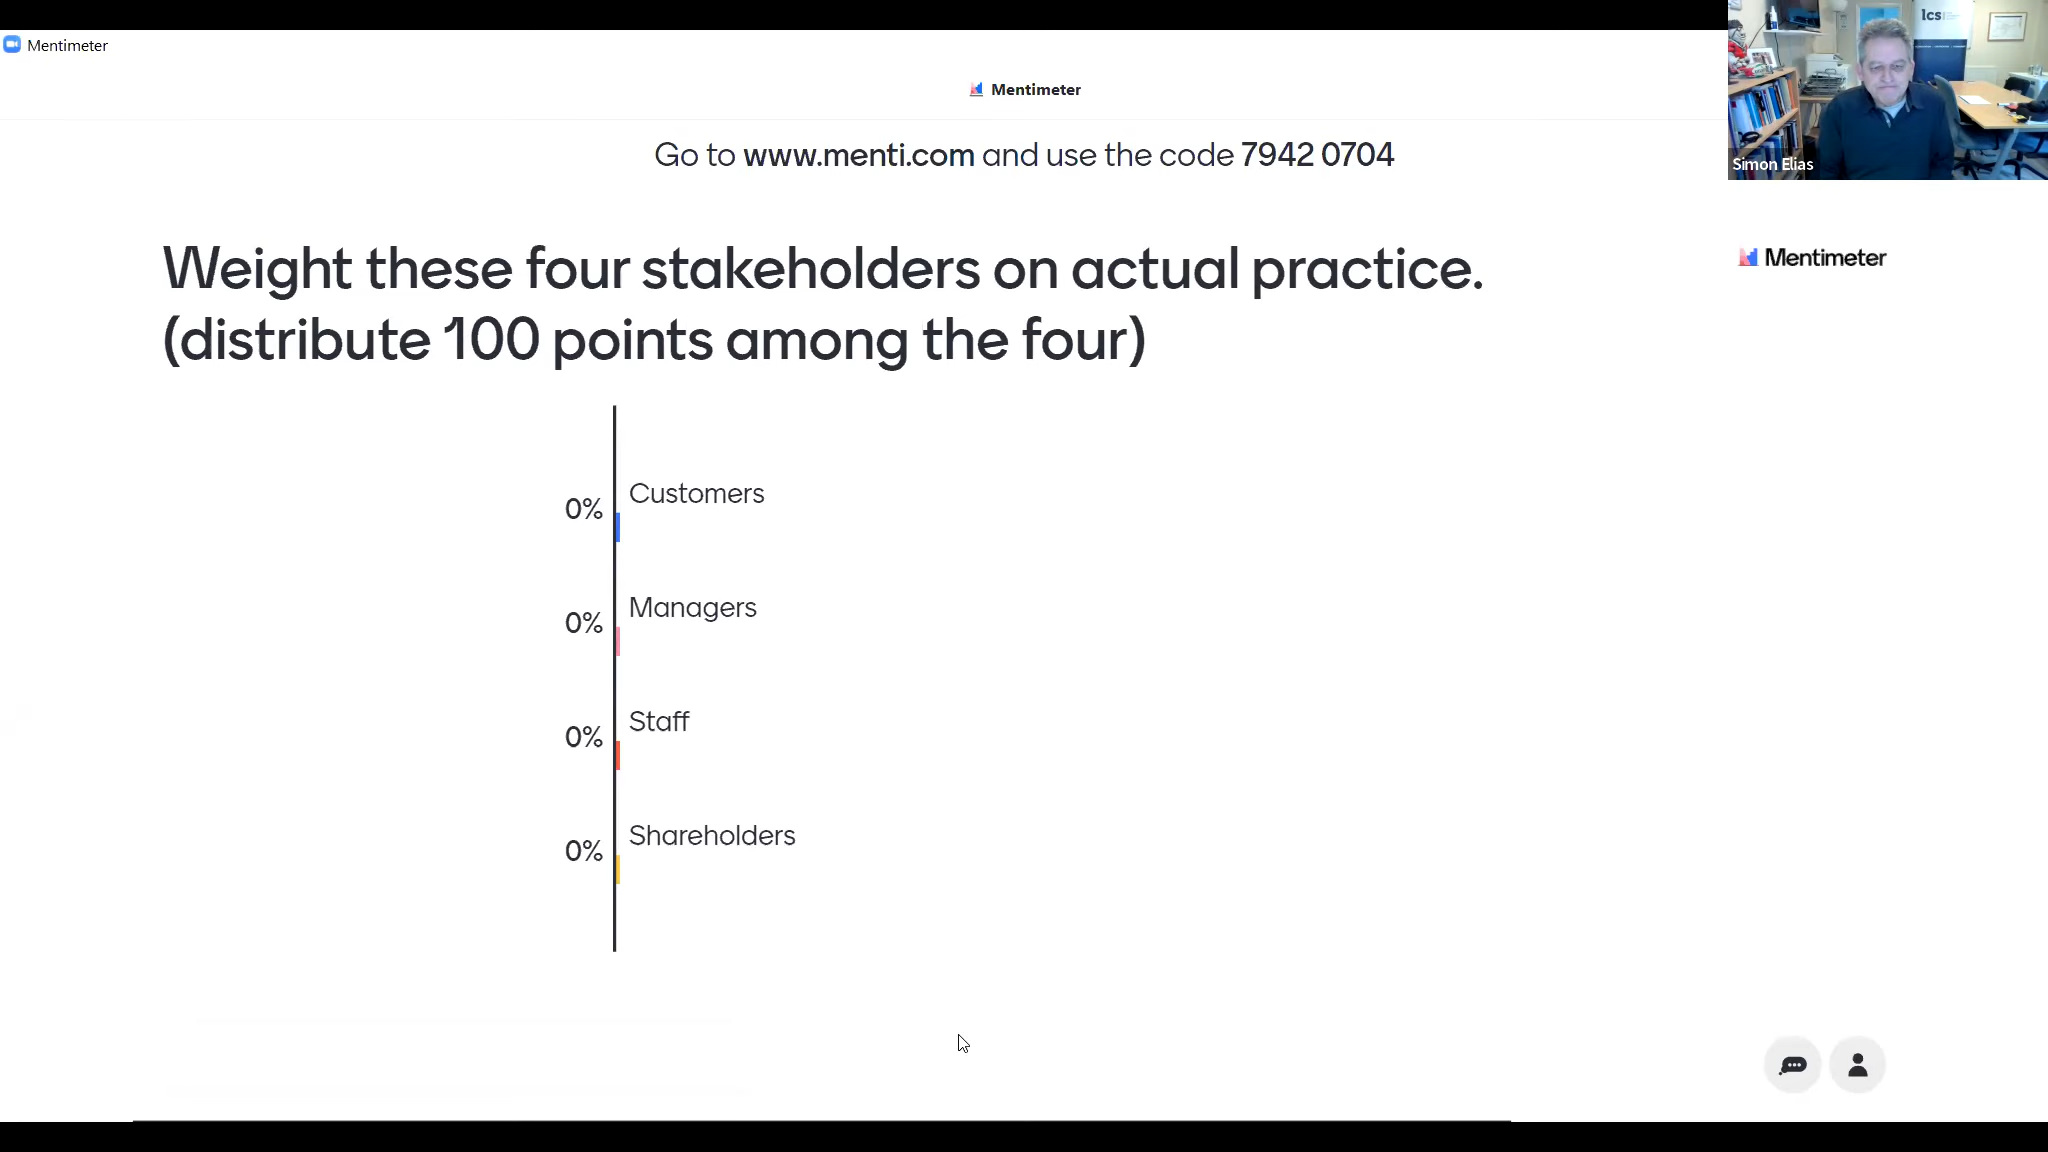 Mentimeter
Mentimeter
Go to www.menti.com and use the code 7942 0704
lcs
Simon Elias
Mentimeter
Weight these four stakeholders on actual practice.
(distribute 100 points among the four)
Customers
0%
Managers
0%
Staff
0%
Shareholders
0%